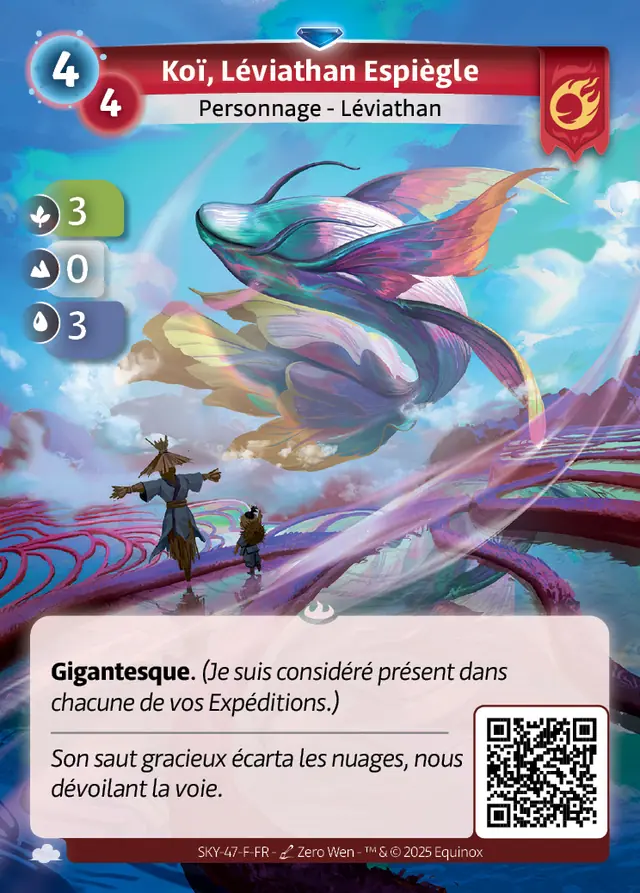 4
4
Koï, Léviathan Espiègle
Personnage - Léviathan
3
0
3
Gigantesque. (Je suis considéré présent dans
chacune de vos Expéditions.)
Son saut gracieux écarta les nuages, nous
dévoilant la voie.
SKY-47-F-FR - Zero Wen - ™ & © 2025 Equinox